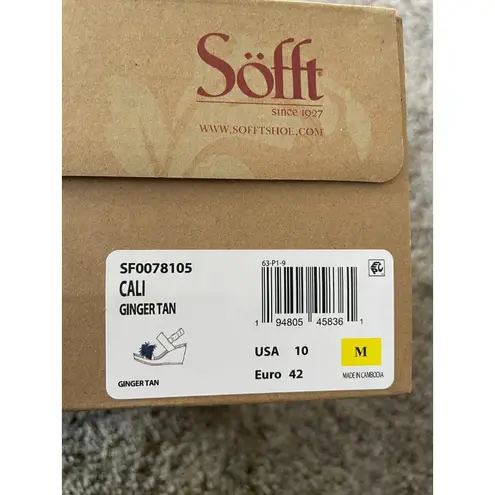 Söfft
since 1927
WWW.SOFFTSHOE.COM
SF0078105
CALI
GINGER TAN
63-P1-9
1 94805 45836 1
USA 10
M
Euro 42
MADE IN CAMBODIA
GINGER TAN